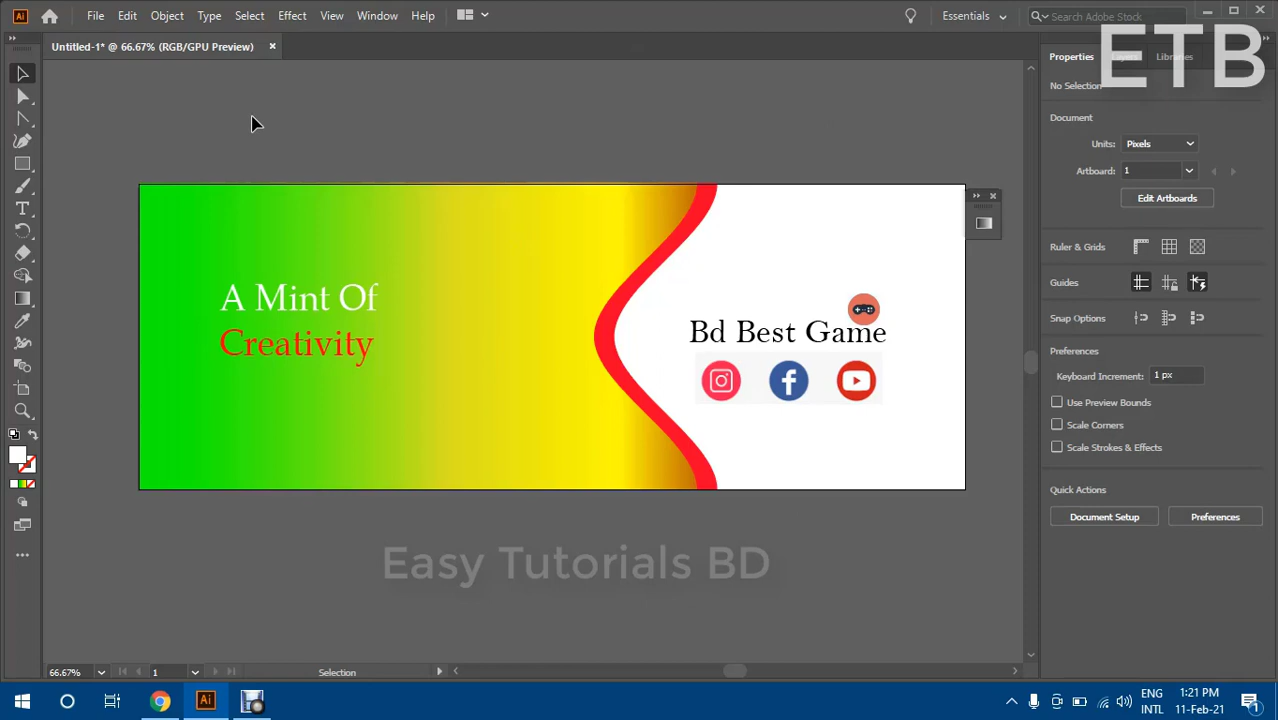 Ai File Edit Object Type Select Effect View Window Help Essentials Search Adobe Stock
Untitled-1* @ 66.67% (RGB/GPU Preview)
ETB
Properties Layers Libraries
No Selection
Document
Units: Pixels
Artboard: 1
Edit Artboards
Ruler & Grids
Guides
Snap Options
Preferences
Keyboard Increment: 1 px
Use Preview Bounds
Scale Corners
Scale Strokes & Effects
Quick Actions
Document Setup Preferences
A Mint Of
Creativity
Bd Best Game
Easy Tutorials BD
66.67% 1 Selection
Ai ENG 1:21 PM
INTL 11-Feb-21
1